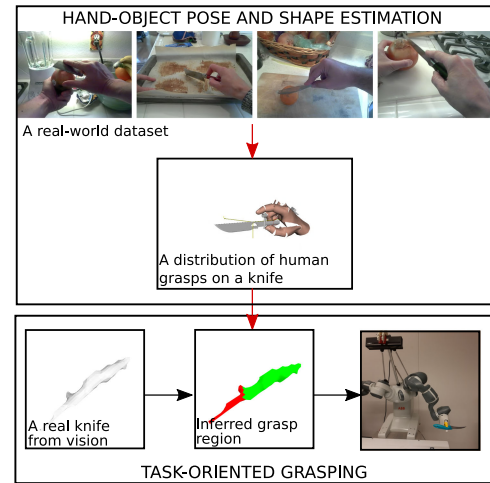 HAND-OBJECT POSE AND SHAPE ESTIMATION
A real-world dataset
A distribution of human
grasps on a knife
A real knife
from vision
Inferred grasp
region
TASK-ORIENTED GRASPING